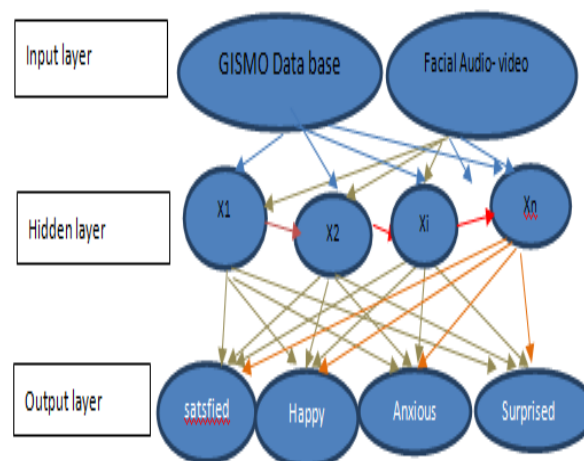 Input layer
GISMO Data base
Facial Audio- video
Hidden layer
X1
X2
Xi
Xn
Output layer
satsfied
Happy
Anxious
Surprised